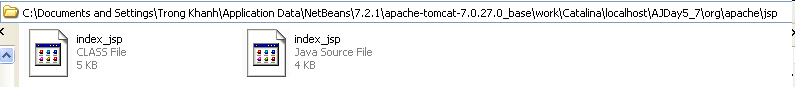 C:\Documents and Settings\Trong Khanh\Application Data\NetBeans\7.2.1\apache-tomcat-7.0.27.0_base\work\Catalina\localhost\AJDay5_7\org\apache\jsp
index_jsp
CLASS File
5 KB
index_jsp
Java Source File
4 KB